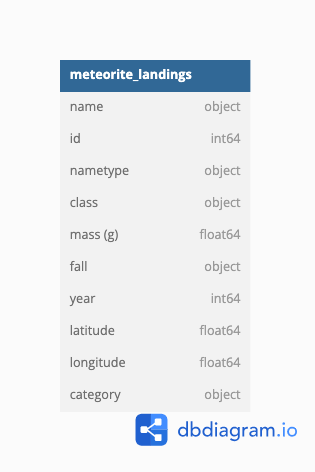 meteorite_landings
name object
id int64
nametype object
class object
mass (g) float64
fall object
year int64
latitude float64
longitude float64
category object
dbdiagram.io